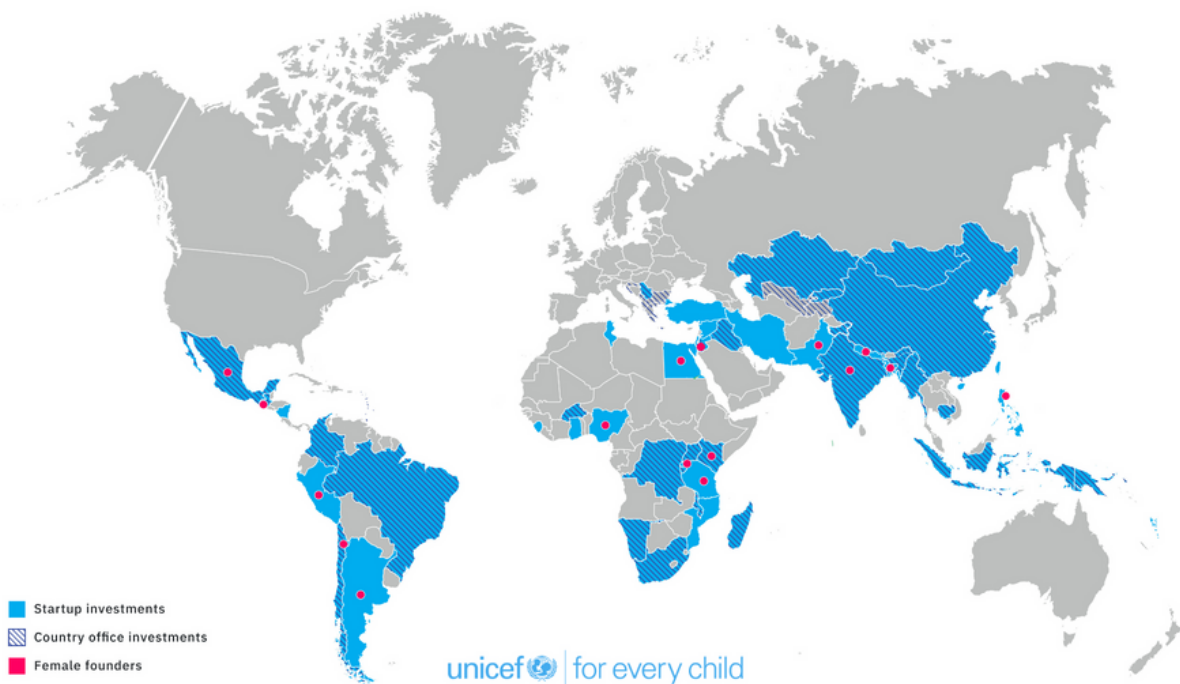 Startup investments
Country office investments
Female founders
unicef for every child